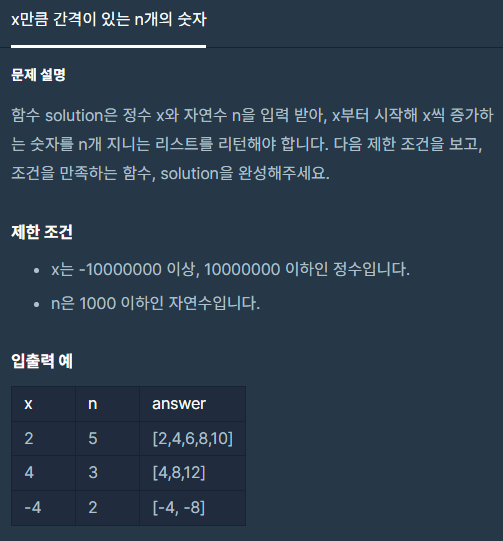 x만큼 간격이 있는 n개의 숫자
문제 설명
함수 solution은 정수 x와 자연수 n을 입력 받아, x부터 시작해 x씩 증가하
는 숫자를 n개 지니는 리스트를 리턴해야 합니다. 다음 제한 조건을 보고,
조건을 만족하는 함수, solution을 완성해주세요.
제한 조건
• x는 -10000000 이상, 10000000 이하인 정수입니다.
• n은 1000 이하인 자연수입니다.
입출력 예
x n answer
2 5 [2,4,6,8,10]
4 3 [4,8,12]
-4 2 [-4, -8]